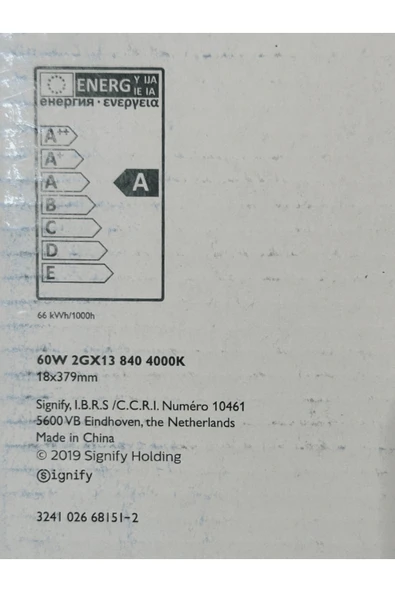 ENERG Y IJA
IE IA
енергия · ενεργεια
A++
A+
A
A
B
C
D
E
66 kWh/1000h
60W 2GX13 840 4000K
18x379mm
Signify, I.B.R.S /C.C.R.I. Numéro 10461
5600 VB Eindhoven, the Netherlands
Made in China
© 2019 Signify Holding
Signify
3241 026 68151-2